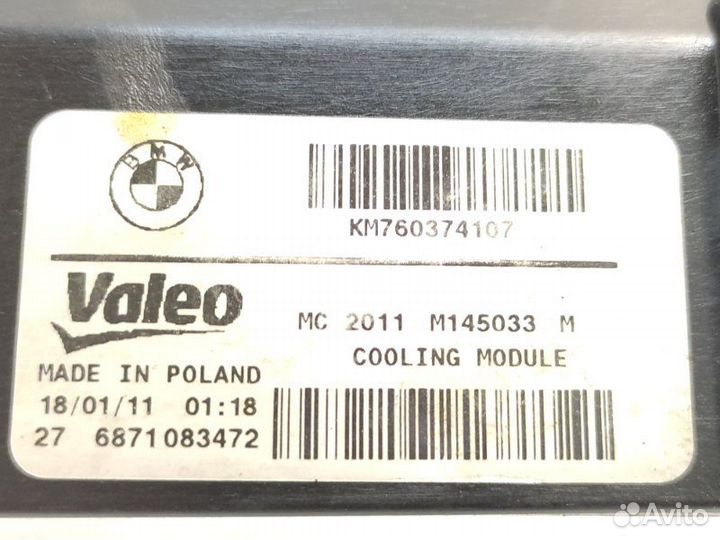 BMW
KM760374107
Valeo
MC 2011 M145033 M
COOLING MODULE
MADE IN POLAND
18/01/11 01:18
27 6871083472
Avito